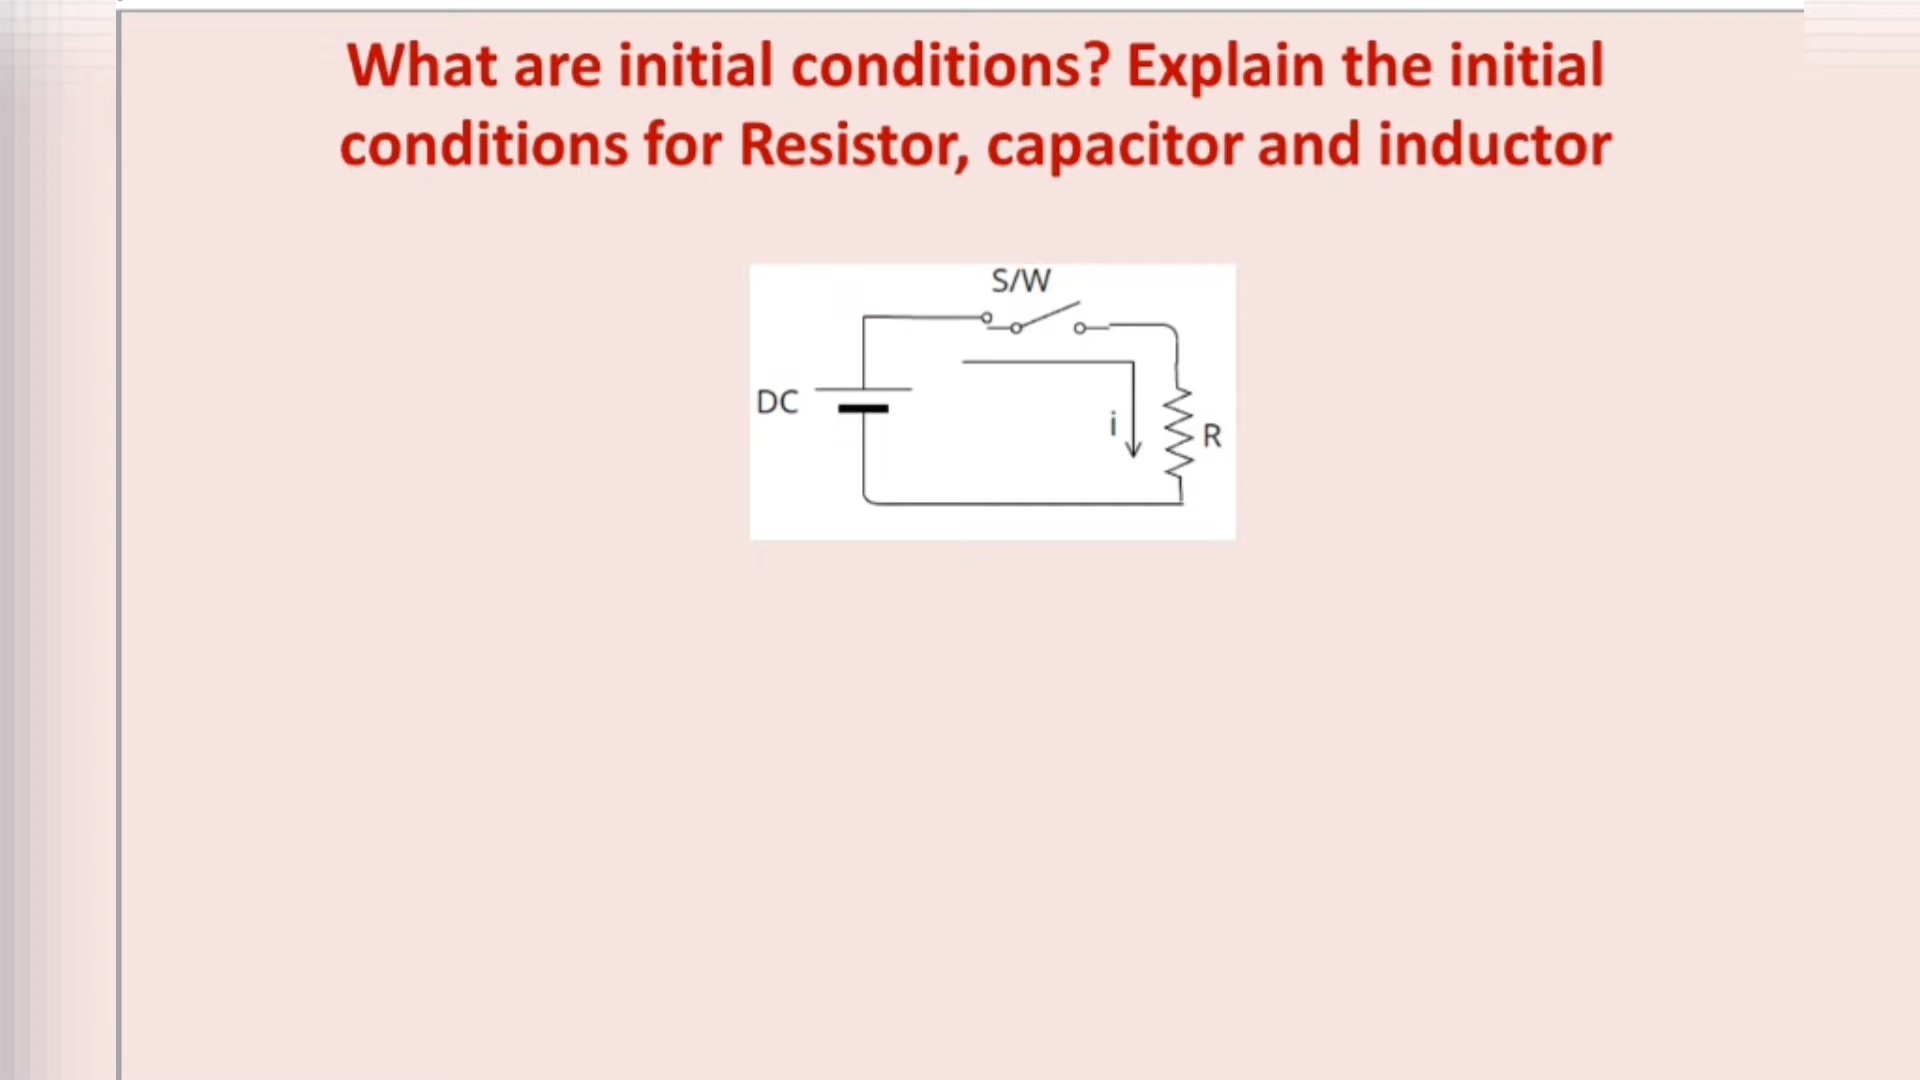 What are initial conditions? Explain the initial
conditions for Resistor, capacitor and inductor
S/W
DC
i
R